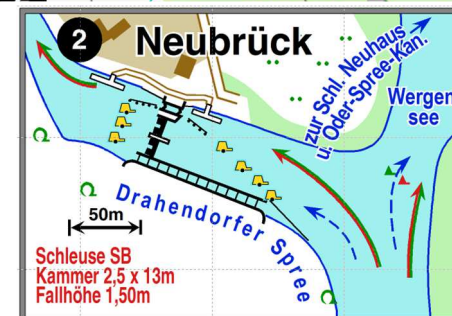 2
Neubrück
zur Schl. Neuhaus
u. Oder-Spree-Kan.
Wergen
see
Drahendorfer Spree
50m
Schleuse SB
Kammer 2,5 x 13m
Fallhöhe 1,50m